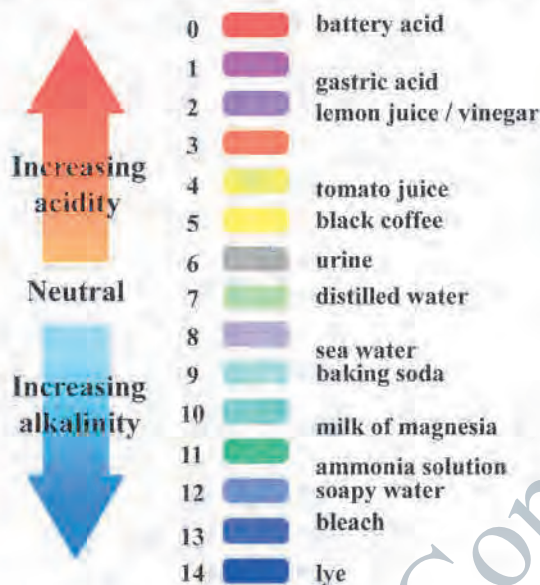 0 battery acid
1
gastric acid
2 lemon juice / vinegar
3
Increasing
acidity
4 tomato juice
5 black coffee
6 urine
Neutral
7 distilled water
8
sea water
9 baking soda
Increasing
alkalinity
10
milk of magnesia
11
ammonia solution
12 soapy water
bleach
13
14 lye
Con